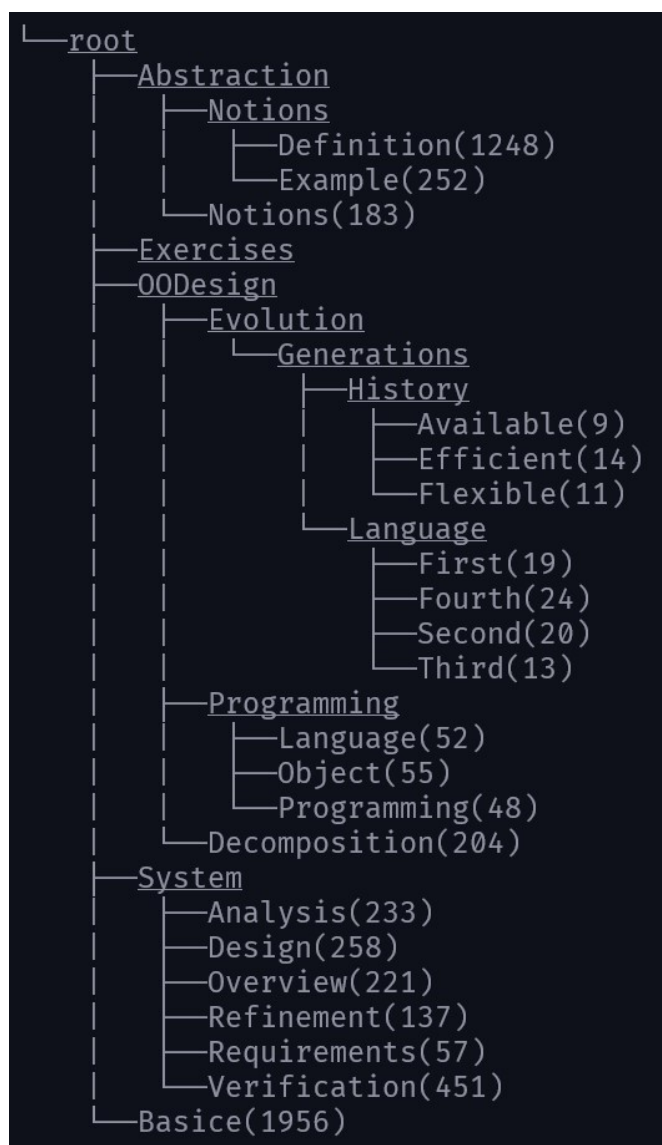 └──root
    ├──Abstraction
    │   ├──Notions
    │   │   ├──Definition(1248)
    │   │   └──Example(252)
    │   └──Notions(183)
    ├──Exercises
    ├──OODesign
    │   ├──Evolution
    │   │   └──Generations
    │   │       ├──History
    │   │       │   ├──Available(9)
    │   │       │   ├──Efficient(14)
    │   │       │   └──Flexible(11)
    │   │       └──Language
    │   │           ├──First(19)
    │   │           ├──Fourth(24)
    │   │           ├──Second(20)
    │   │           └──Third(13)
    │   ├──Programming
    │   │   ├──Language(52)
    │   │   ├──Object(55)
    │   │   └──Programming(48)
    │   └──Decomposition(204)
    ├──System
    │   ├──Analysis(233)
    │   ├──Design(258)
    │   ├──Overview(221)
    │   ├──Refinement(137)
    │   ├──Requirements(57)
    │   └──Verification(451)
    └──Basice(1956)